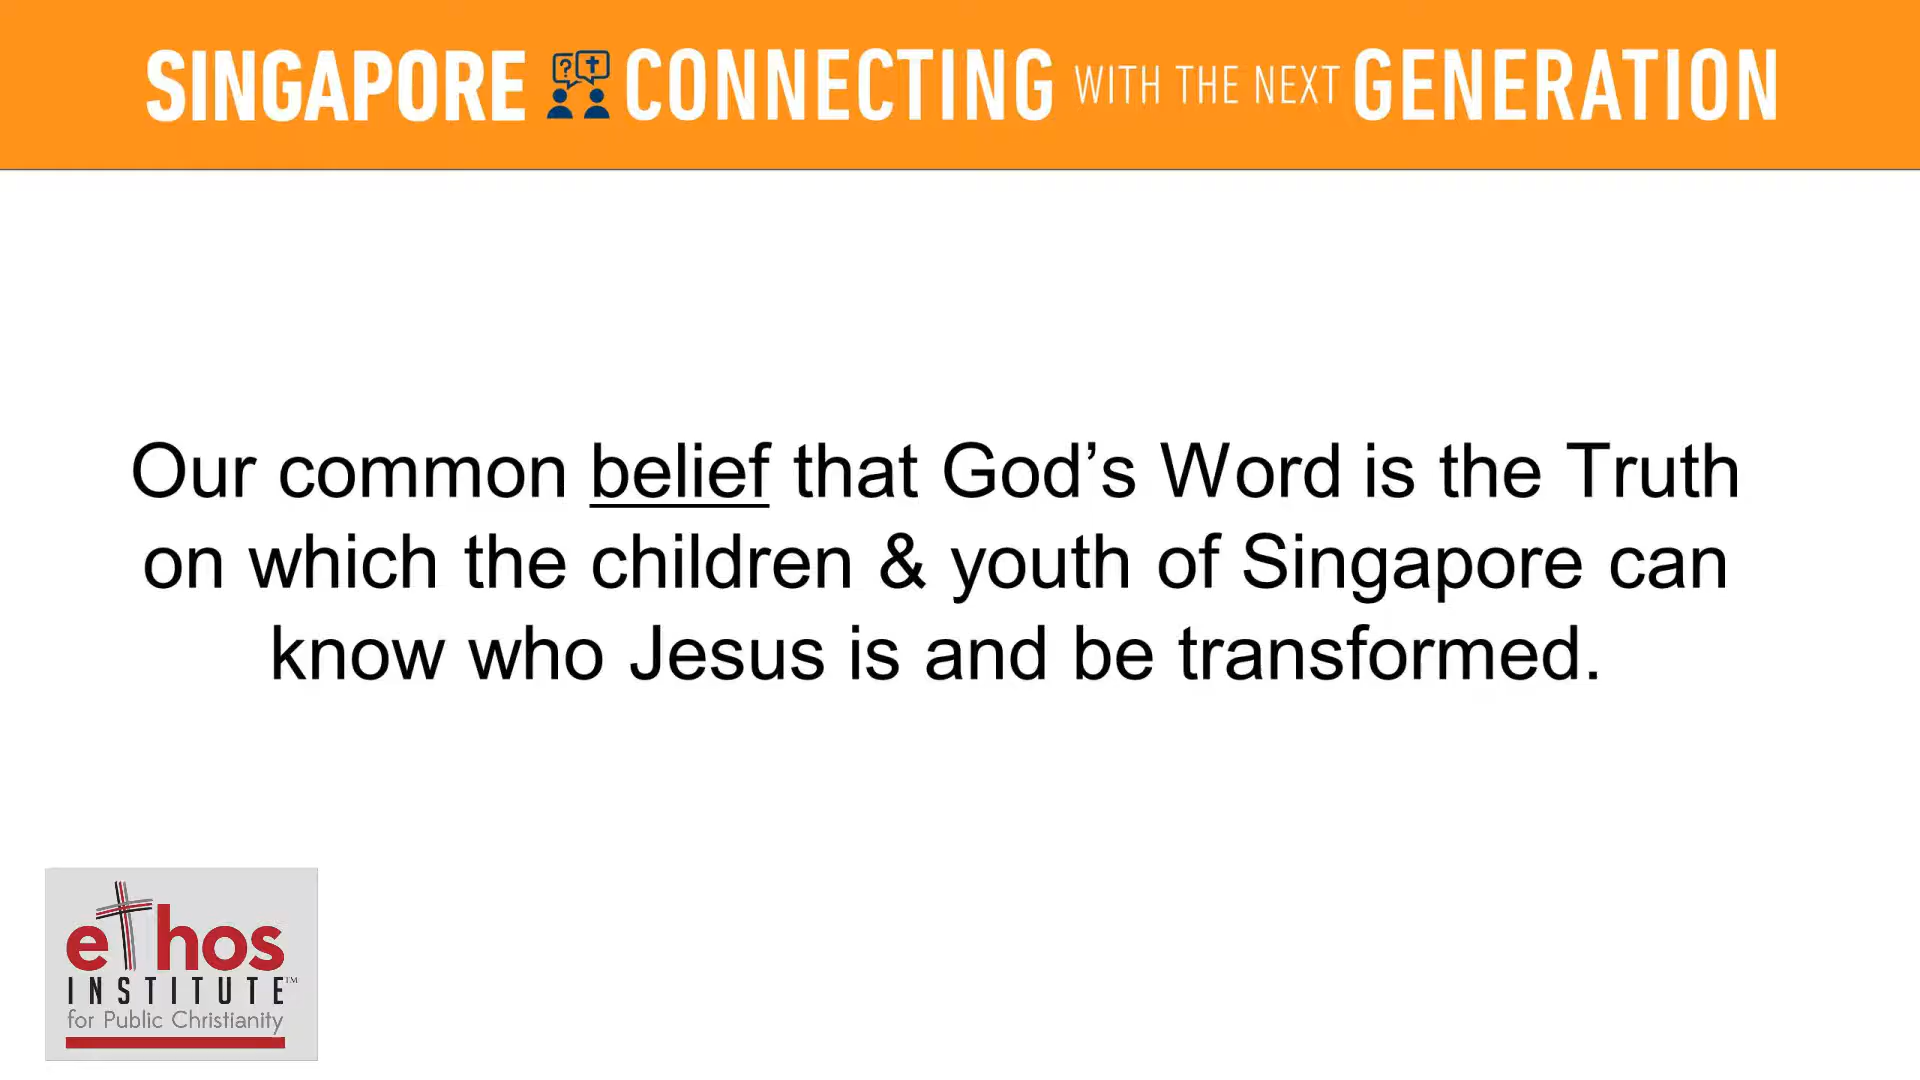 SINGAPORE CONNECTING WITH THE NEXT GENERATION
Our common belief that God’s Word is the Truth
on which the children & youth of Singapore can
know who Jesus is and be transformed.
ethos
INSTITUTE™
for Public Christianity